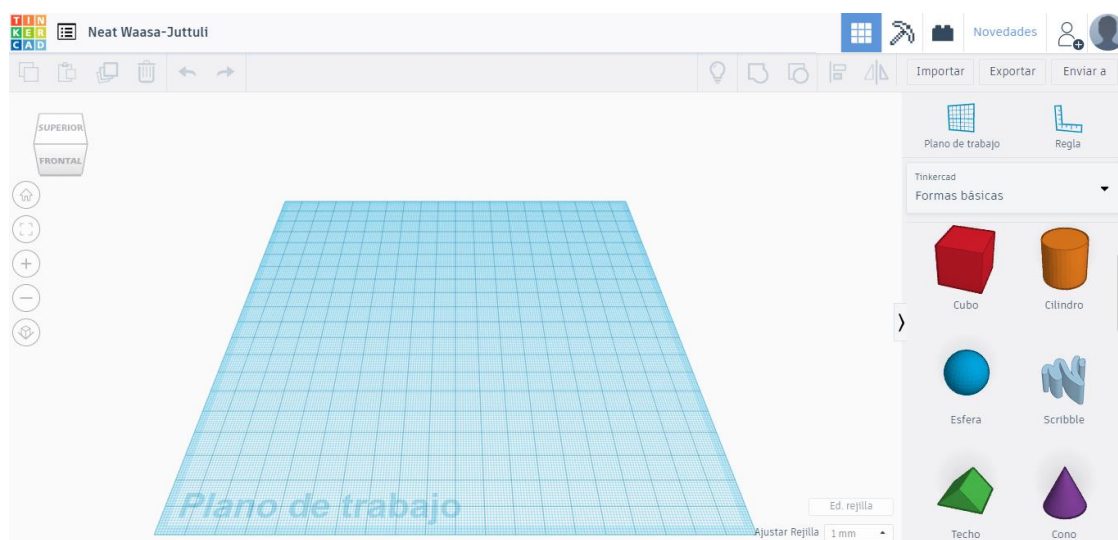 TIN
KER
CAD
Neat Waasa-Juttuli
Novedades
Importar
Exportar
Enviar a
SUPERIOR
FRONTAL
Plano de trabajo
Regla
Tinkercad
Formas básicas
Cubo
Cilindro
Esfera
Scribble
Techo
Cono
Plano de trabajo
Ed. rejilla
Ajustar Rejilla 1 mm